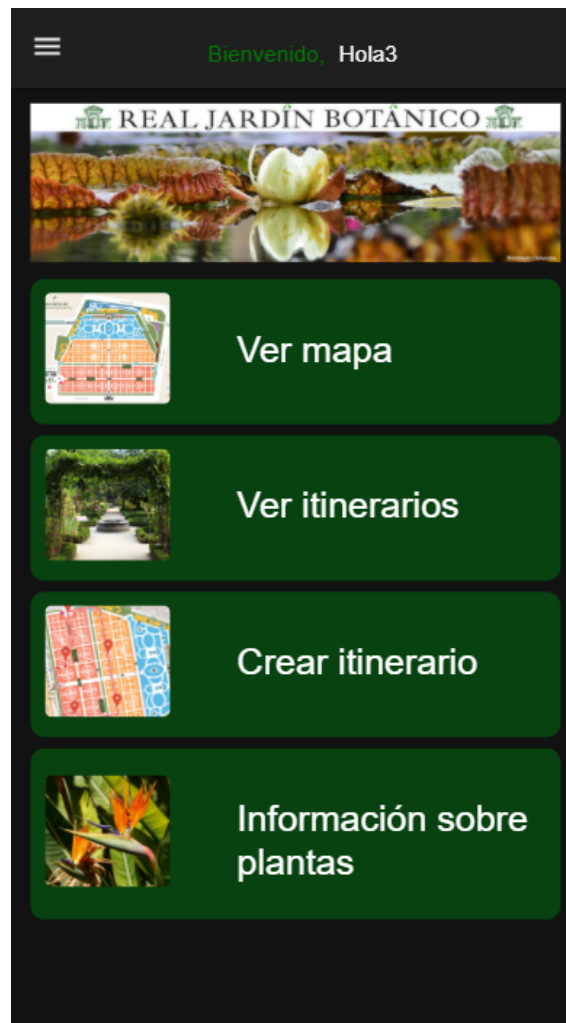 Bienvenido, Hola3
REAL JARDÍN BOTÁNICO
Ver mapa
Ver itinerarios
Crear itinerario
Información sobre
plantas